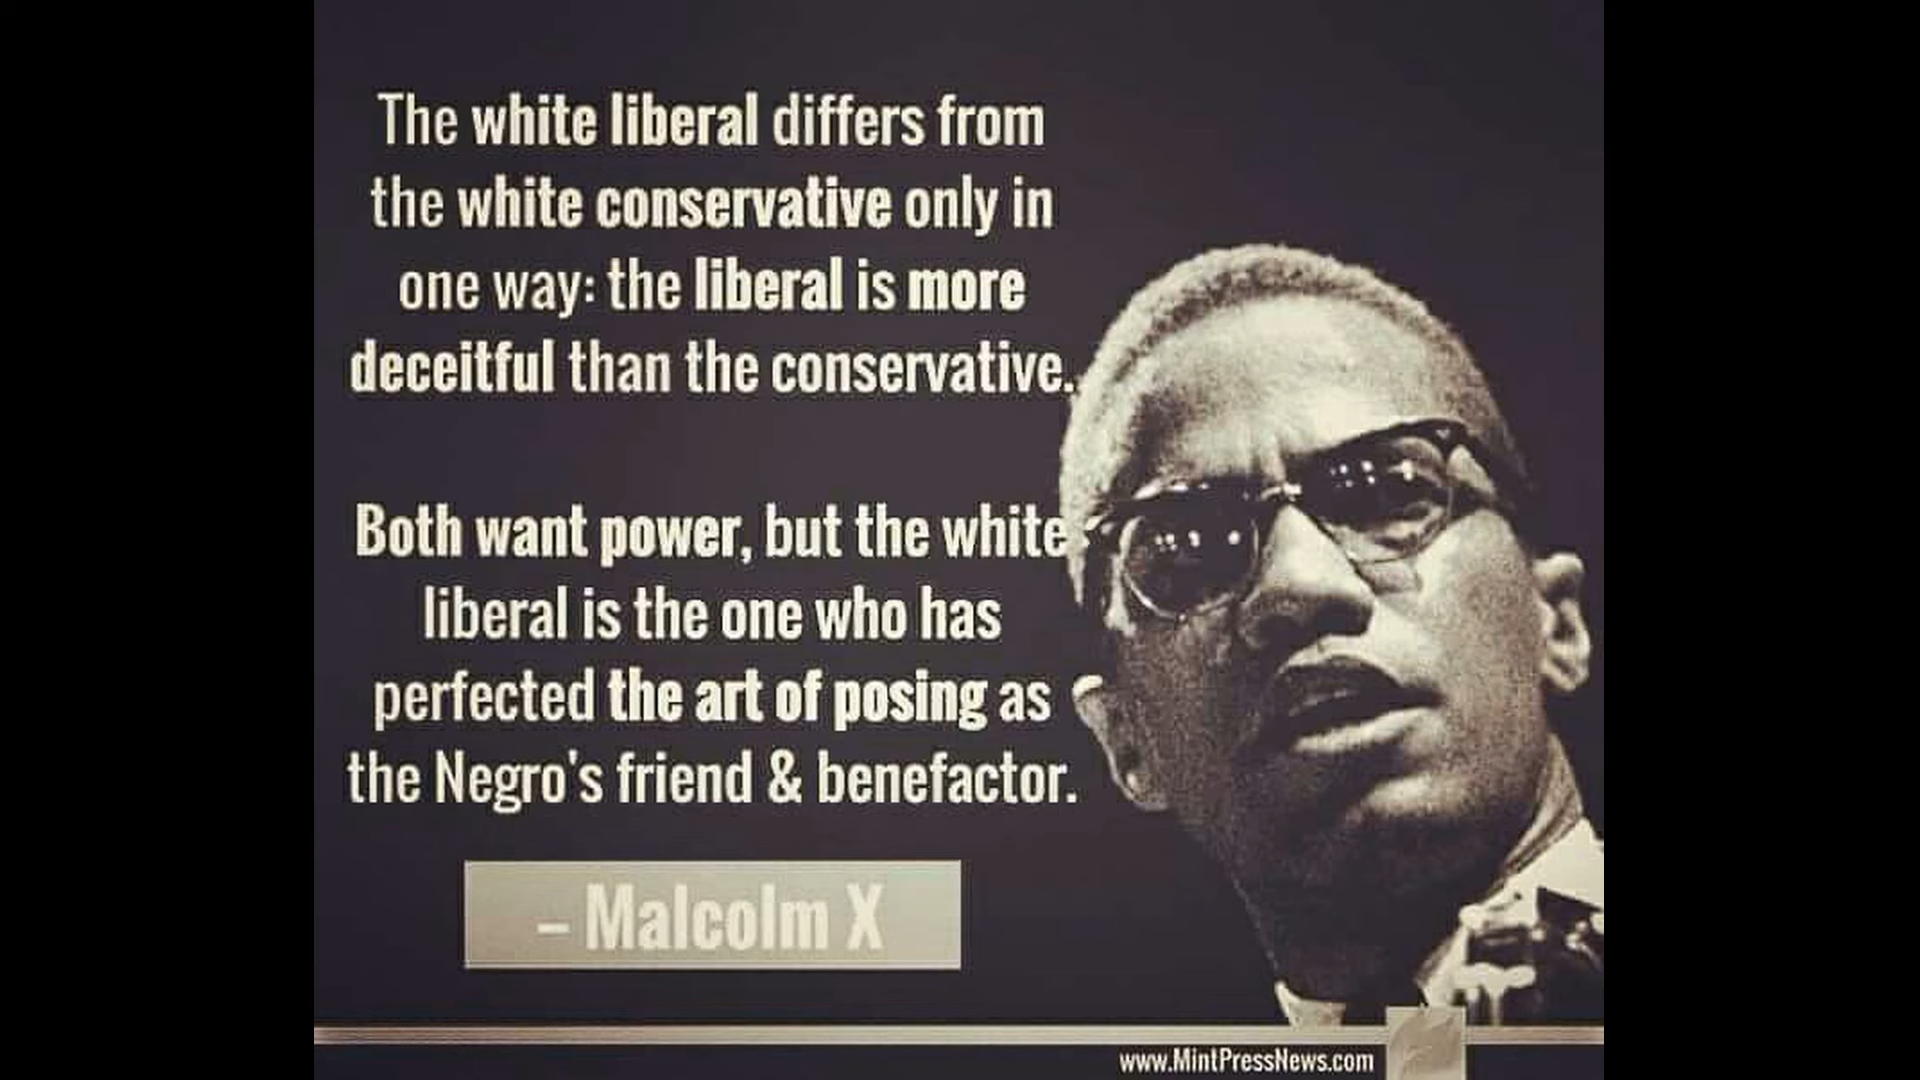 The white liberal differs from
the white conservative only in
one way: the liberal is more
deceitful than the conservative.
Both want power, but the white
liberal is the one who has
perfected the art of posing as
the Negro's friend & benefactor.
– Malcolm X
www.MintPressNews.com